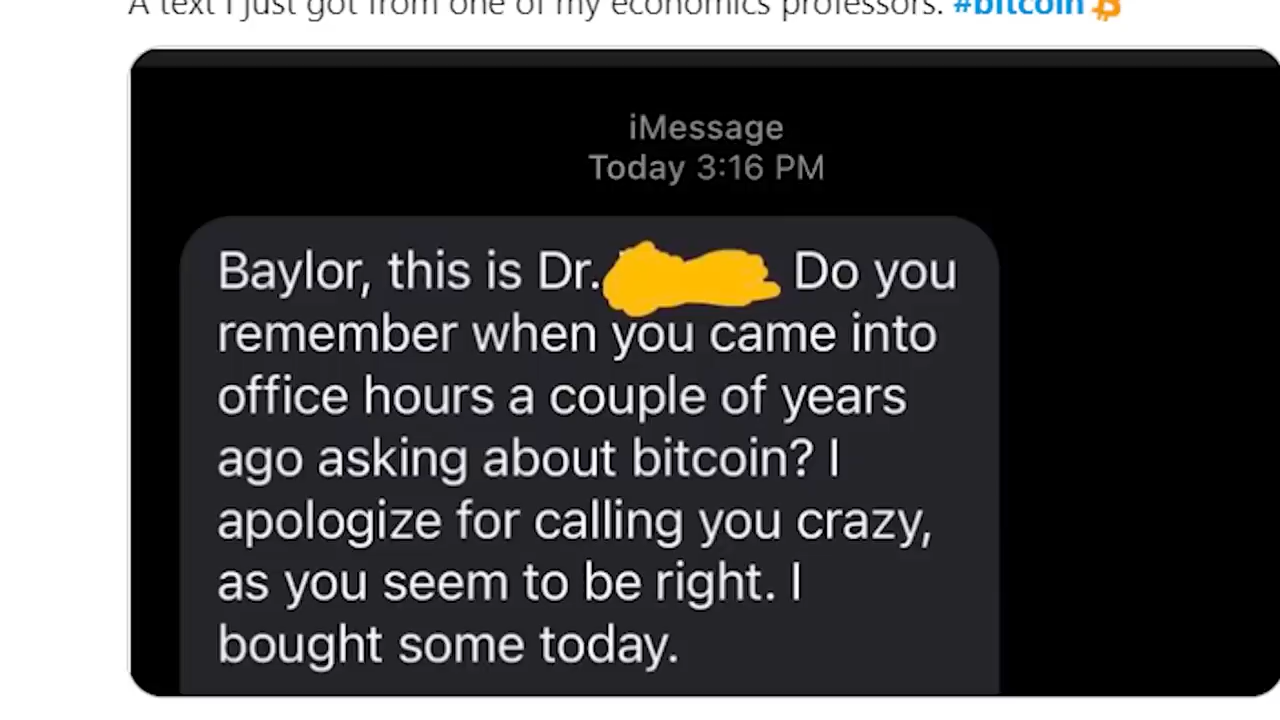 A text I just got from one of my economics professors. #bitcoin
iMessage
Today 3:16 PM
Baylor, this is Dr. Do you
remember when you came into
office hours a couple of years
ago asking about bitcoin? I
apologize for calling you crazy,
as you seem to be right. I
bought some today.